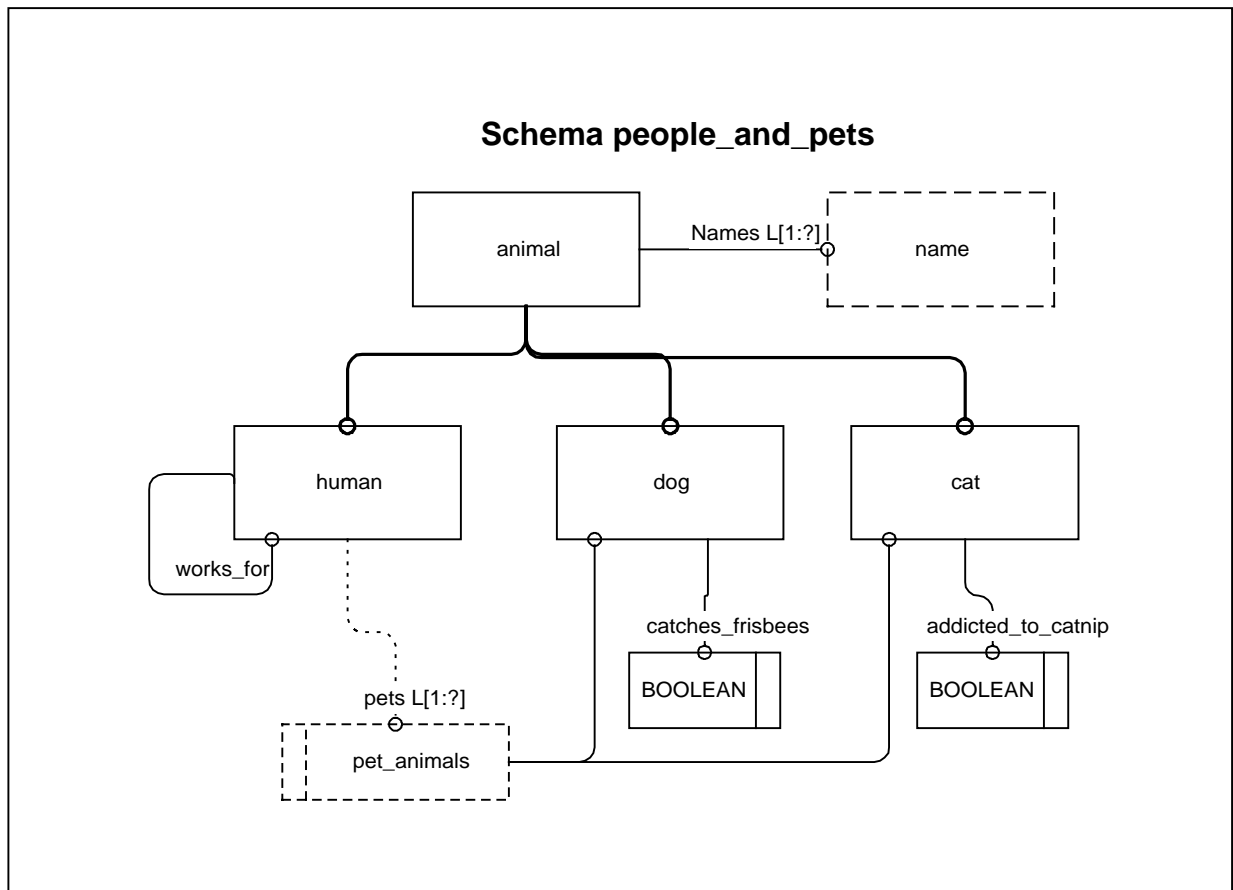 Schema people_and_pets
animal
Names L[1:?]
name
human
dog
cat
works_for
catches_frisbees
addicted_to_catnip
BOOLEAN
BOOLEAN
pets L[1:?]
pet_animals